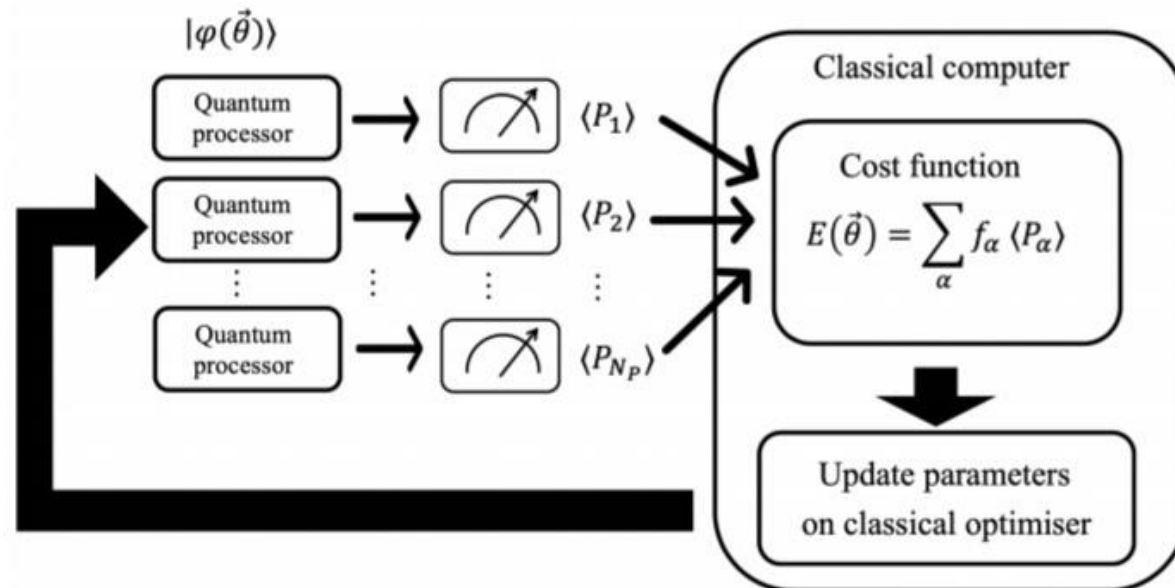 |φ(θ⃗)⟩
Quantum
processor
⟨P₁⟩
Quantum
processor
⟨P₂⟩
⋮ ⋮ ⋮ ⋮
Quantum
processor
⟨P_{N_P}⟩
Classical computer
Cost function
E(θ⃗) = ∑_α f_α ⟨P_α⟩
Update parameters
on classical optimiser